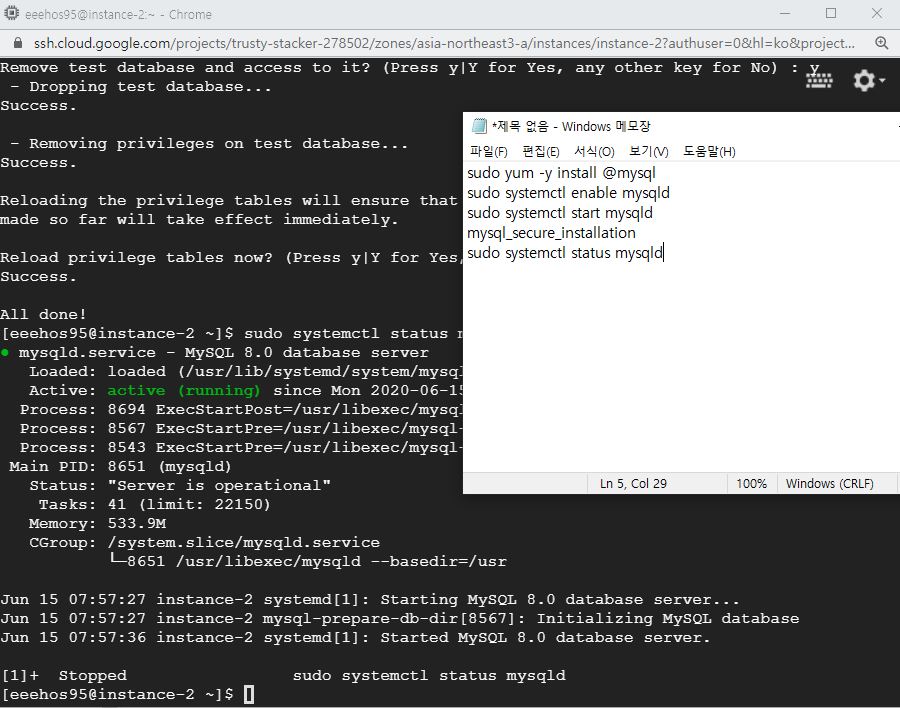 eeehos95@instance-2:~ - Chrome
ssh.cloud.google.com/projects/trusty-stacker-278502/zones/asia-northeast3-a/instances/instance-2?authuser=0&hl=ko&project...
Remove test database and access to it? (Press y|Y for Yes, any other key for No) : y
 - Dropping test database...
Success.
 - Removing privileges on test database...
Success.
Reloading the privilege tables will ensure that
made so far will take effect immediately.
Reload privilege tables now? (Press y|Y for Yes,
Success.
All done!
[eeehos95@instance-2 ~]$ sudo systemctl status m
● mysqld.service - MySQL 8.0 database server
Loaded: loaded (/usr/lib/systemd/system/mysql
Active: active (running) since Mon 2020-06-15
Process: 8694 ExecStartPost=/usr/libexec/mysql
Process: 8567 ExecStartPre=/usr/libexec/mysql-
Process: 8543 ExecStartPre=/usr/libexec/mysql-
Main PID: 8651 (mysqld)
Status: "Server is operational"
Tasks: 41 (limit: 22150)
Memory: 533.9M
CGroup: /system.slice/mysqld.service
└─8651 /usr/libexec/mysqld --basedir=/usr
Jun 15 07:57:27 instance-2 systemd[1]: Starting MySQL 8.0 database server...
Jun 15 07:57:27 instance-2 mysql-prepare-db-dir[8567]: Initializing MySQL database
Jun 15 07:57:36 instance-2 systemd[1]: Started MySQL 8.0 database server.
[1]+  Stopped                 sudo systemctl status mysqld
[eeehos95@instance-2 ~]$
*제목 없음 - Windows 메모장
파일(F) 편집(E) 서식(O) 보기(V) 도움말(H)
sudo yum -y install @mysql
sudo systemctl enable mysqld
sudo systemctl start mysqld
mysql_secure_installation
sudo systemctl status mysqld
Ln 5, Col 29 100% Windows (CRLF)